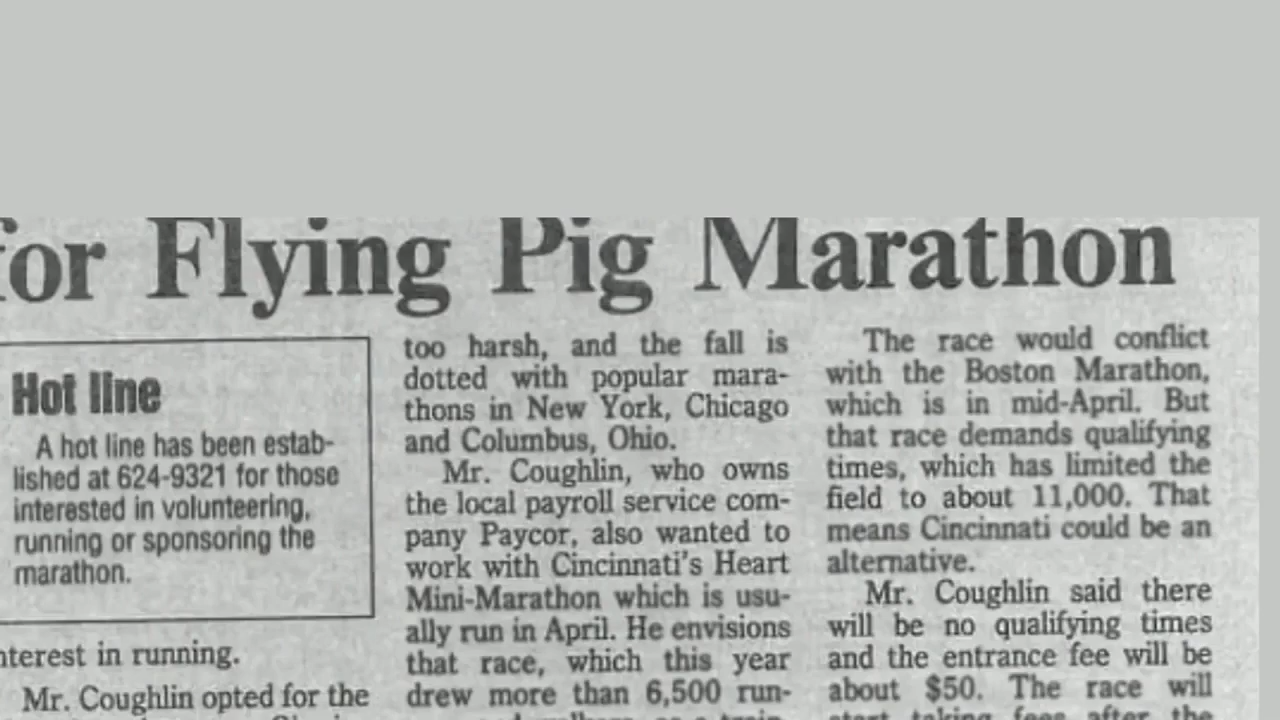 for Flying Pig Marathon
Hot line
A hot line has been estab-
lished at 624-9321 for those
interested in volunteering,
running or sponsoring the
marathon.
interest in running.
Mr. Coughlin opted for the
too harsh, and the fall is
dotted with popular mara-
thons in New York, Chicago
and Columbus, Ohio.
Mr. Coughlin, who owns
the local payroll service com-
pany Paycor, also wanted to
work with Cincinnati's Heart
Mini-Marathon which is usu-
ally run in April. He envisions
that race, which this year
drew more than 6,500 run-
The race would conflict
with the Boston Marathon,
which is in mid-April. But
that race demands qualifying
times, which has limited the
field to about 11,000. That
means Cincinnati could be an
alternative.
Mr. Coughlin said there
will be no qualifying times
and the entrance fee will be
about $50. The race will
start taking fees after the